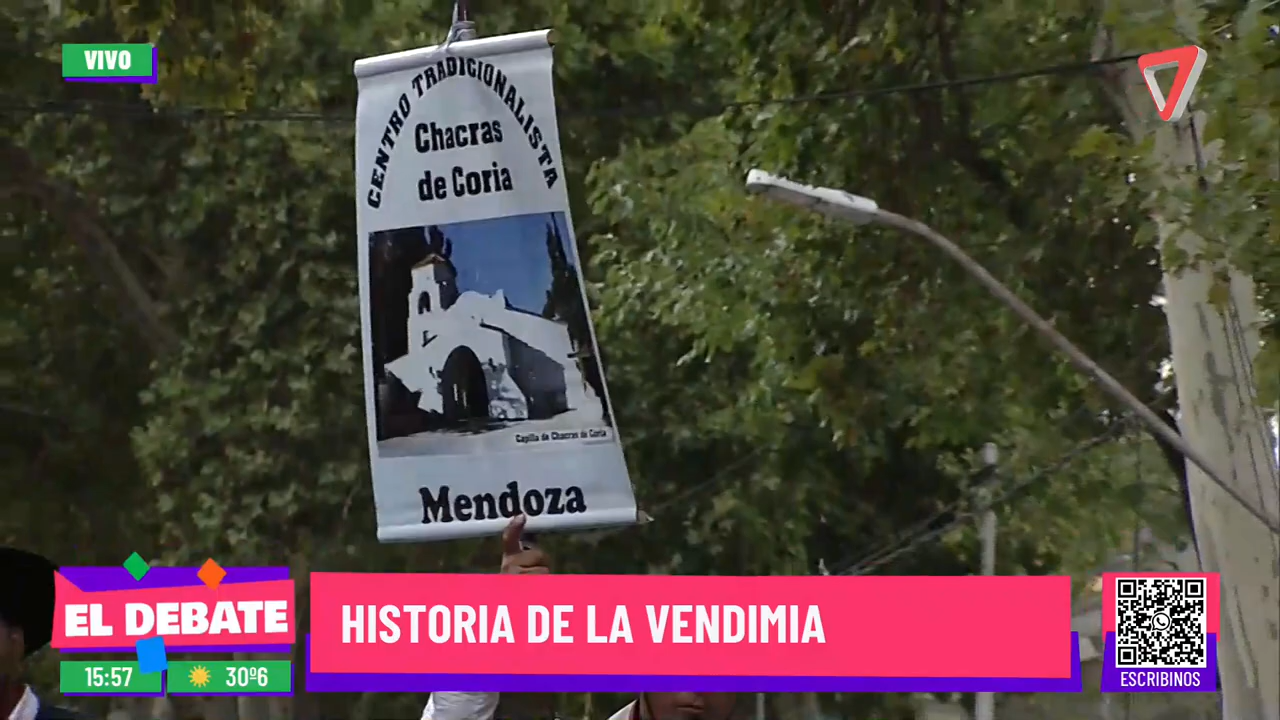 VIVO
CENTRO TRADICIONALISTA
Chacras
de Coria
Capilla de Chacras de Coria
Mendoza
EL DEBATE
HISTORIA DE LA VENDIMIA
15:57
30º6
ESCRIBINOS